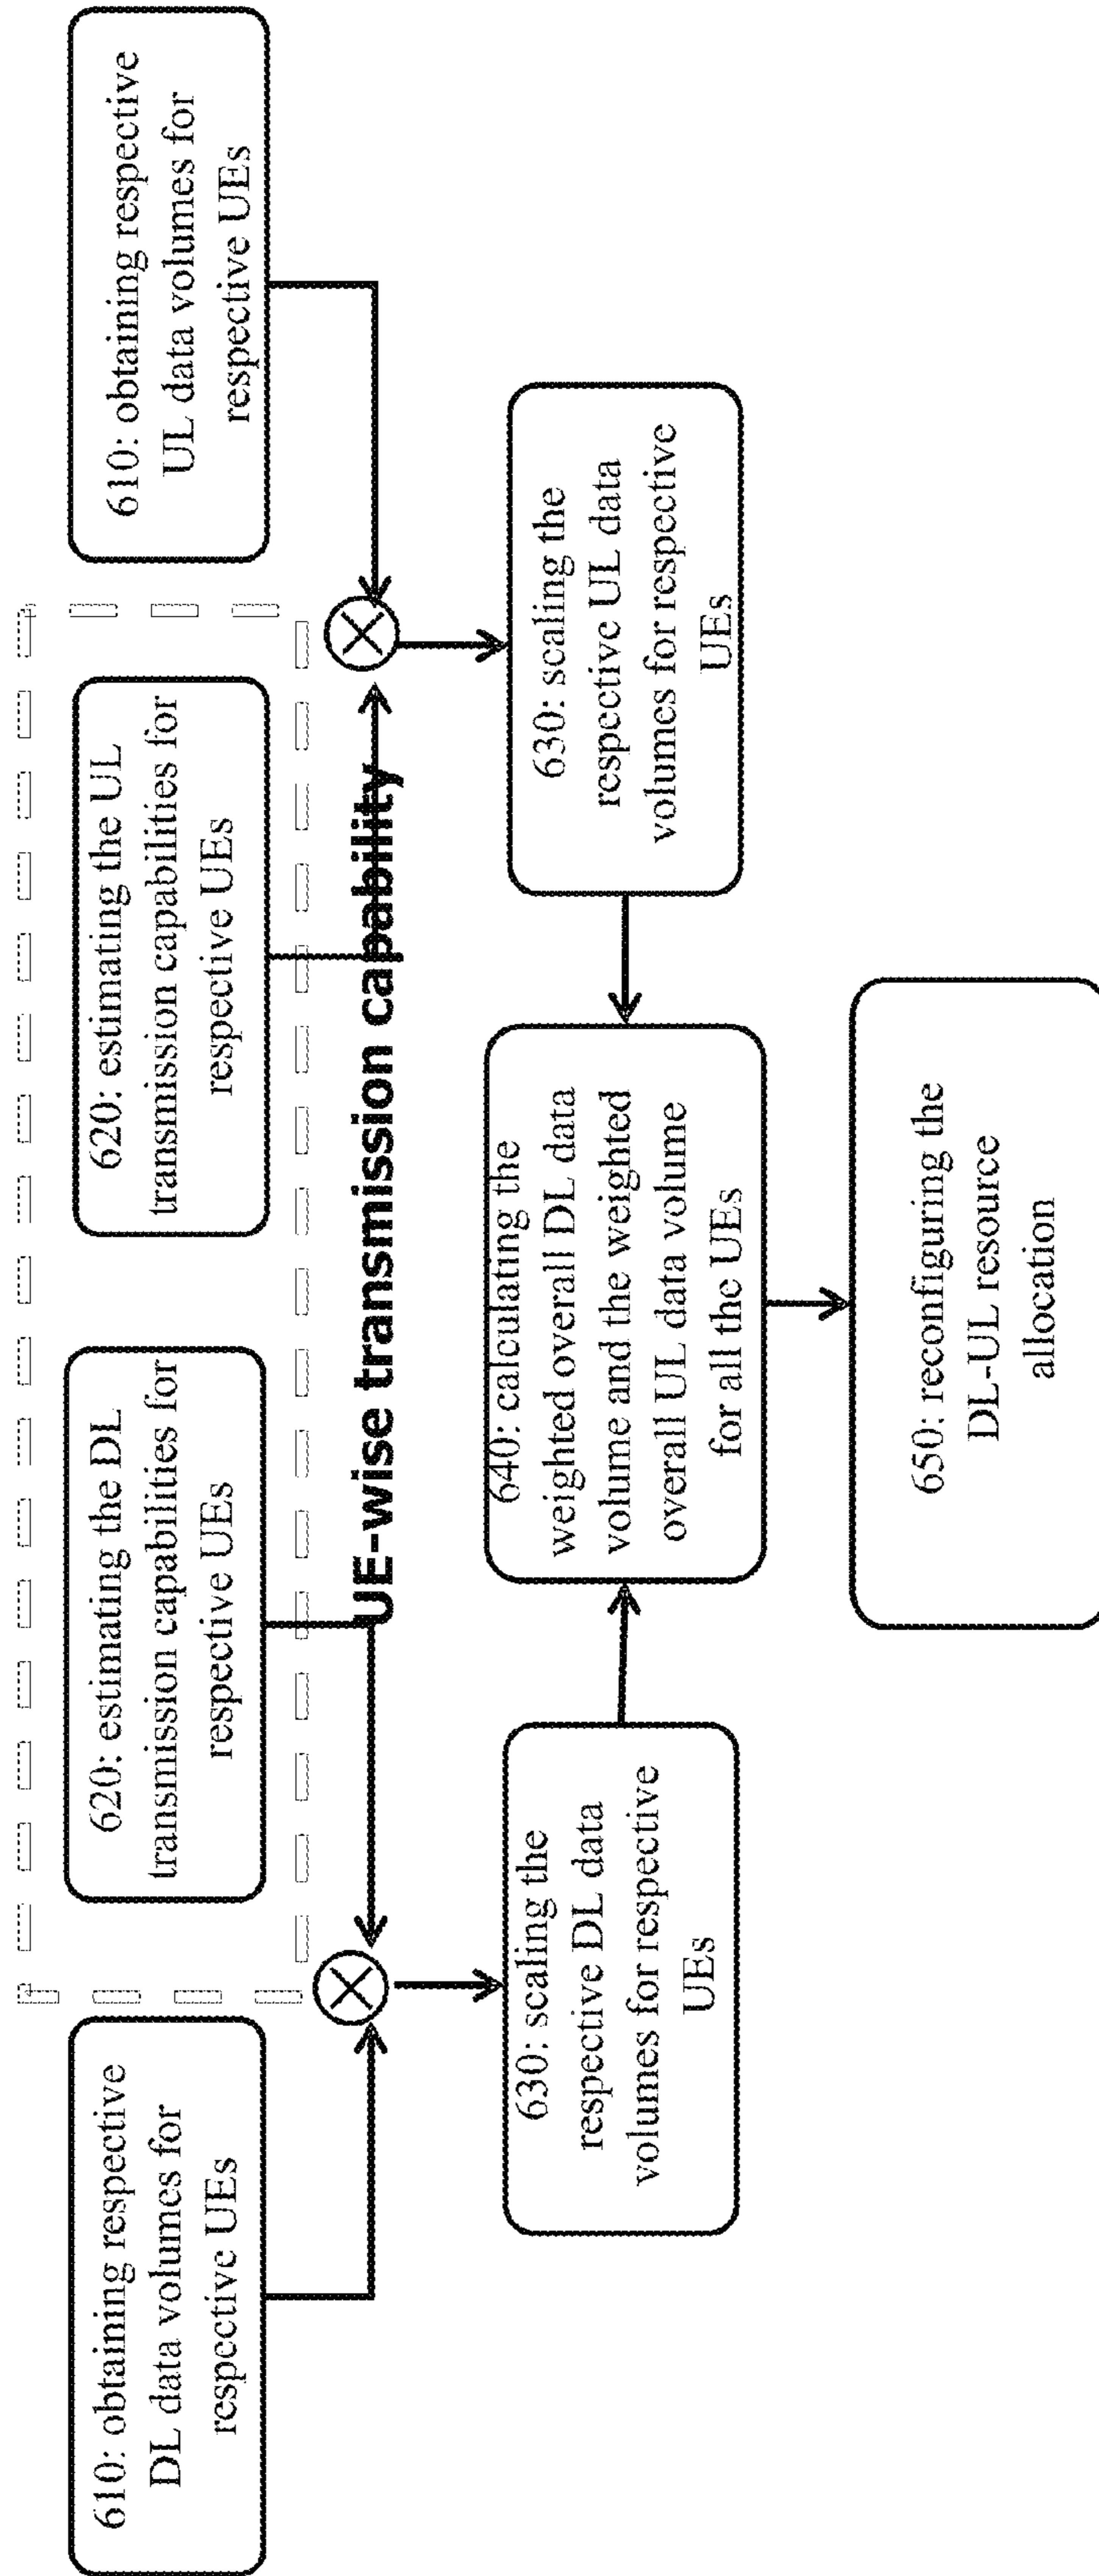 610: obtaining respective
DL data volumes for
respective UEs
620: estimating the DL
transmission capabilities for
respective UEs
620: estimating the UL
transmission capabilities for
respective UEs
610: obtaining respective
UL data volumes for
respective UEs
UE-wise transmission capability
630: scaling the
respective DL data
volumes for respective
UEs
640: calculating the
weighted overall DL data
volume and the weighted
overall UL data volume
for all the UEs
630: scaling the
respective UL data
volumes for respective
UEs
650: reconfiguring the
DL-UL resource
allocation